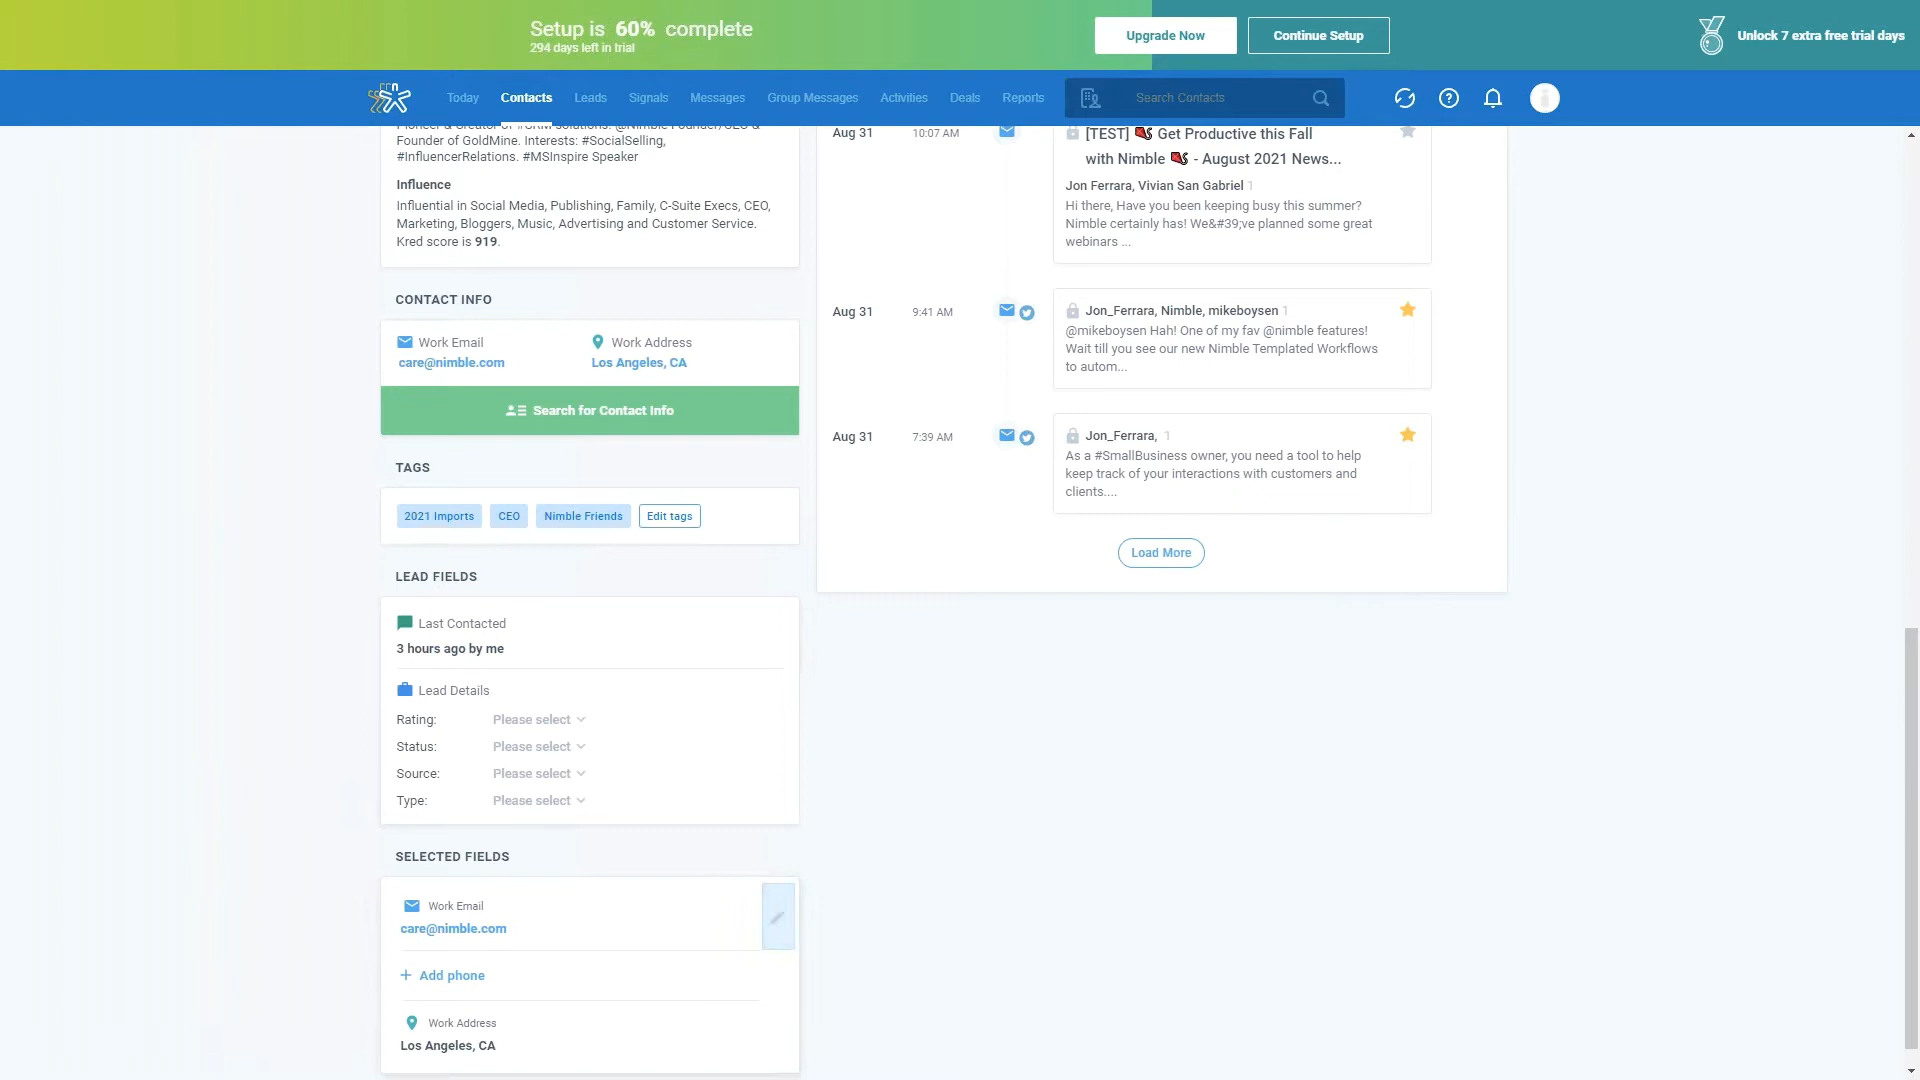 Setup is 60% complete
294 days left in trial
Upgrade Now
Continue Setup
Unlock 7 extra free trial days
Today
Contacts
Leads
Signals
Messages
Group Messages
Activities
Deals
Reports
Search Contacts
Pioneer & Creator of #CRM solutions. @Nimble Founder/CEO &
Founder of GoldMine. Interests: #SocialSelling,
#InfluencerRelations. #MSInspire Speaker
Influence
Influential in Social Media, Publishing, Family, C-Suite Execs, CEO,
Marketing, Bloggers, Music, Advertising and Customer Service.
Kred score is 919.
CONTACT INFO
Work Email
care@nimble.com
Work Address
Los Angeles, CA
Search for Contact Info
TAGS
2021 Imports
CEO
Nimble Friends
Edit tags
LEAD FIELDS
Last Contacted
3 hours ago by me
Lead Details
Rating: Please select
Status: Please select
Source: Please select
Type: Please select
SELECTED FIELDS
Work Email
care@nimble.com
+ Add phone
Work Address
Los Angeles, CA
Aug 31 10:07 AM
[TEST] Get Productive this Fall
with Nimble - August 2021 News...
Jon Ferrara, Vivian San Gabriel 1
Hi there, Have you been keeping busy this summer?
Nimble certainly has! We&#39;ve planned some great
webinars ...
Aug 31 9:41 AM
Jon_Ferrara, Nimble, mikeboysen 1
@mikeboysen Hah! One of my fav @nimble features!
Wait till you see our new Nimble Templated Workflows
to autom...
Aug 31 7:39 AM
Jon_Ferrara, 1
As a #SmallBusiness owner, you need a tool to help
keep track of your interactions with customers and
clients....
Load More